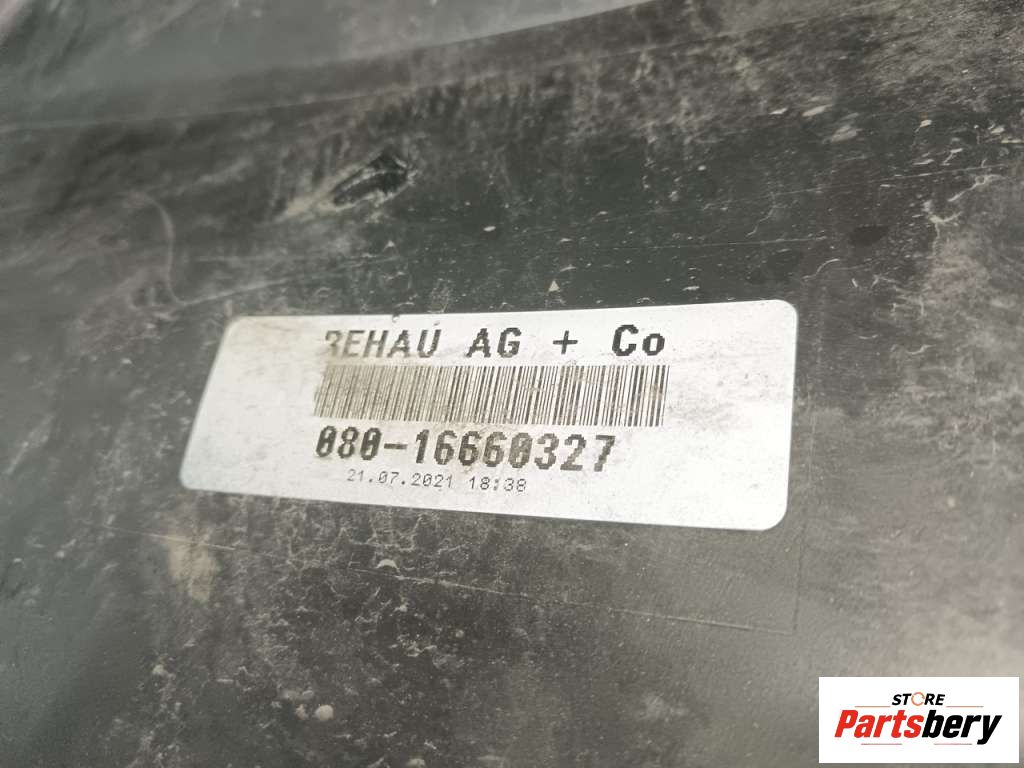 REHAU AG + Co
080-16660327
21.07.2021 18:38
STORE
Partsbery